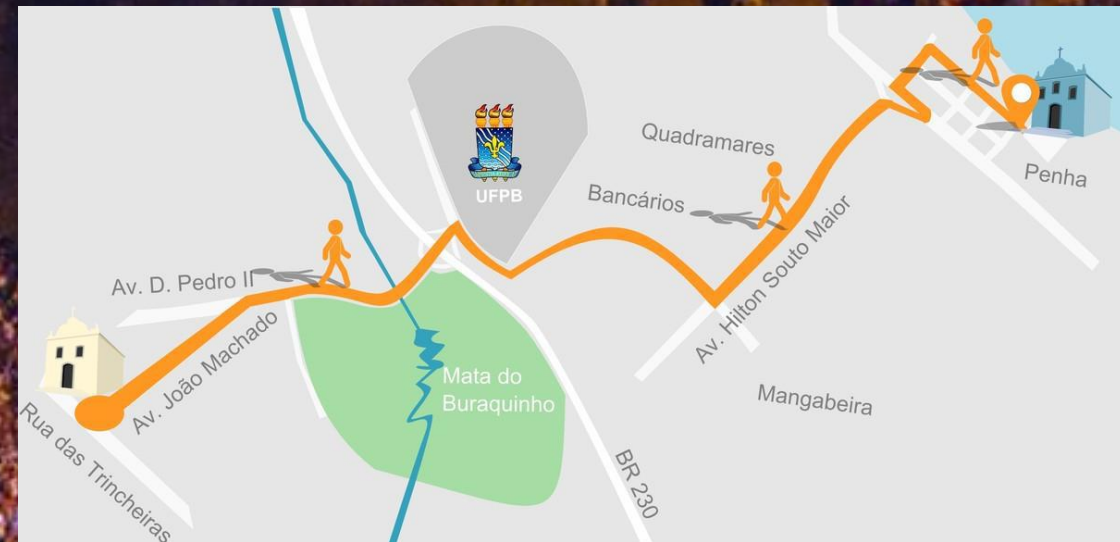 UFPB
Quadramares
Bancários
Penha
Av. D. Pedro II
Av. João Machado
Rua das Trincheiras
Mata do
Buraquinho
Av. Hilton Souto Maior
Mangabeira
BR 230